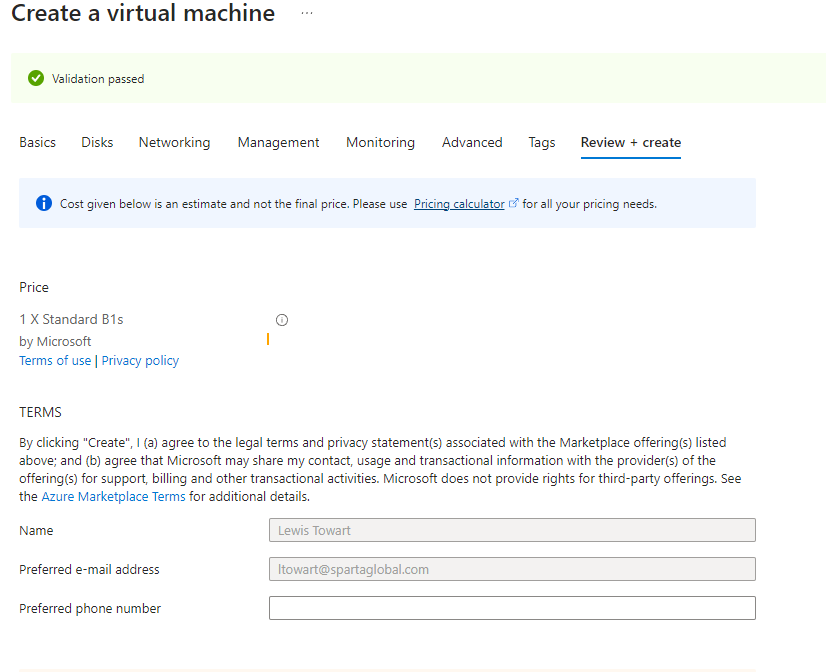 Create a virtual machine ...
Validation passed
Basics Disks Networking Management Monitoring Advanced Tags Review + create
Cost given below is an estimate and not the final price. Please use Pricing calculator for all your pricing needs.
Price
1 X Standard B1s
by Microsoft
Terms of use | Privacy policy
TERMS
By clicking "Create", I (a) agree to the legal terms and privacy statement(s) associated with the Marketplace offering(s) listed
above; and (b) agree that Microsoft may share my contact, usage and transactional information with the provider(s) of the
offering(s) for support, billing and other transactional activities. Microsoft does not provide rights for third-party offerings. See
the Azure Marketplace Terms for additional details.
Name Lewis Towart
Preferred e-mail address ltowart@spartaglobal.com
Preferred phone number